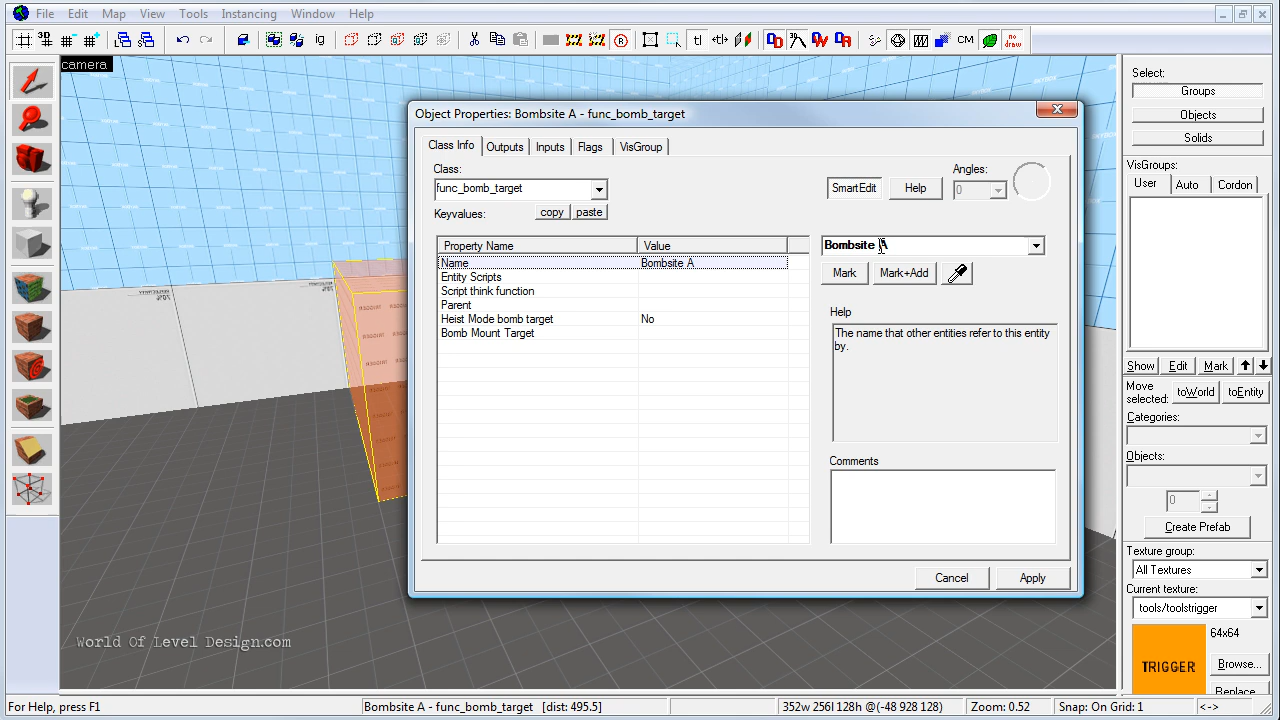 File Edit Map View Tools Instancing Window Help
3D ig tl CM no draw
camera
Object Properties: Bombsite A - func_bomb_target
Class Info Outputs Inputs Flags VisGroup
Class:
func_bomb_target
SmartEdit Help
Angles:
0
Keyvalues: copy paste
Property Name Value
Name Bombsite A
Entity Scripts
Script think function
Parent
Heist Mode bomb target No
Bomb Mount Target
Bombsite A
Mark Mark+Add
Help
The name that other entities refer to this entity
by.
Comments
Cancel Apply
Select:
Groups
Objects
Solids
VisGroups:
User Auto Cordon
Show Edit Mark
Move
selected: toWorld toEntity
Categories:
Objects:
0
Create Prefab
Texture group:
All Textures
Current texture:
tools/toolstrigger
TRIGGER
64x64
Browse...
Replace
World Of Level Design.com
For Help, press F1 Bombsite A - func_bomb_target [dist: 495.5] 352w 256l 128h @(-48 928 128) Zoom: 0.52 Snap: On Grid: 1 <->